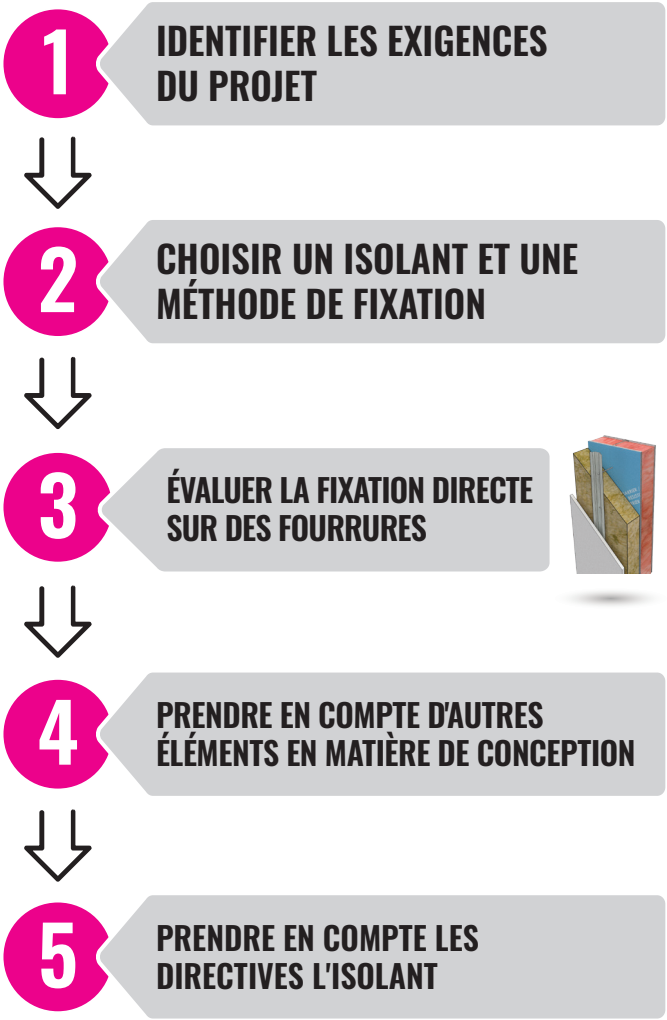 1
IDENTIFIER LES EXIGENCES
DU PROJET
2
CHOISIR UN ISOLANT ET UNE
MÉTHODE DE FIXATION
3
ÉVALUER LA FIXATION DIRECTE
SUR DES FOURRURES
4
PRENDRE EN COMPTE D'AUTRES
ÉLÉMENTS EN MATIÈRE DE CONCEPTION
5
PRENDRE EN COMPTE LES
DIRECTIVES L'ISOLANT